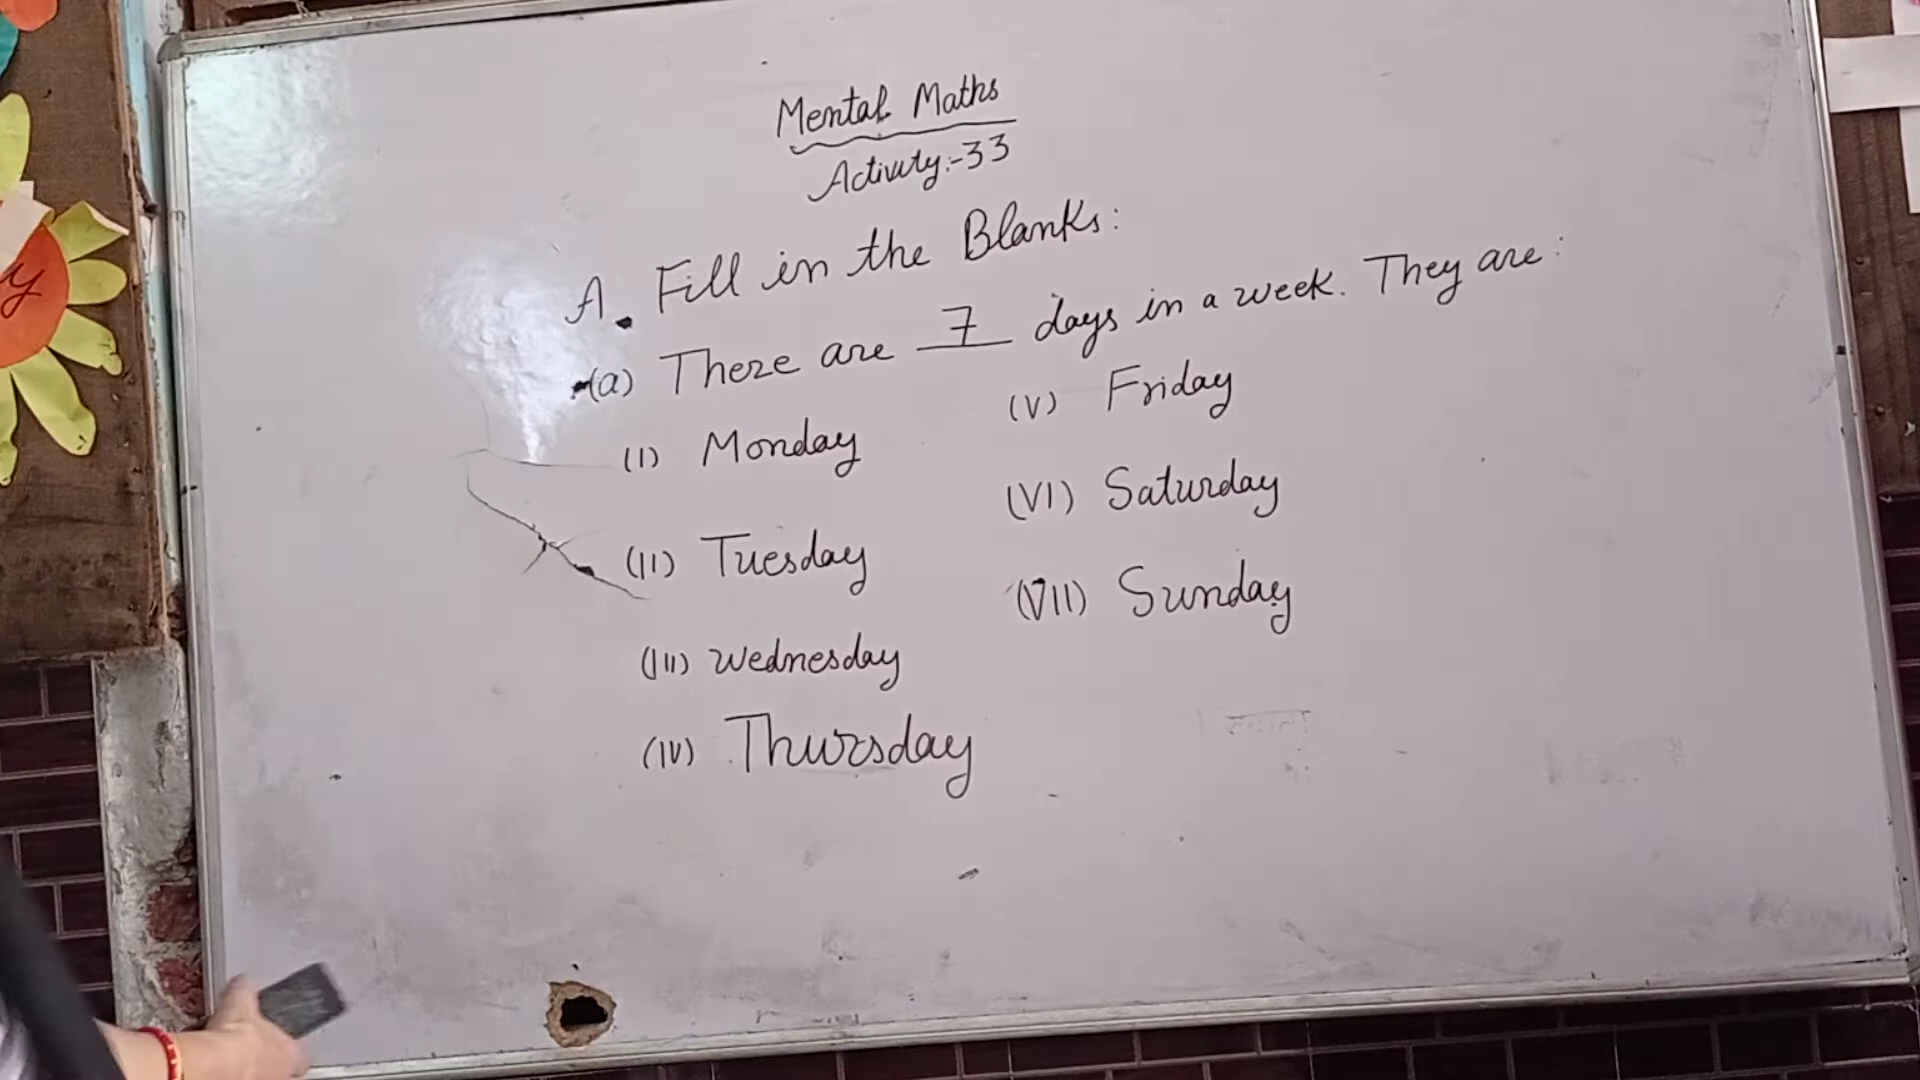 Mental Maths
Activity:-33
A. Fill in the Blanks:
(a) There are 7 days in a week. They are:
(I) Monday
(II) Tuesday
(III) Wednesday
(IV) Thursday
(V) Friday
(VI) Saturday
(VII) Sunday
y